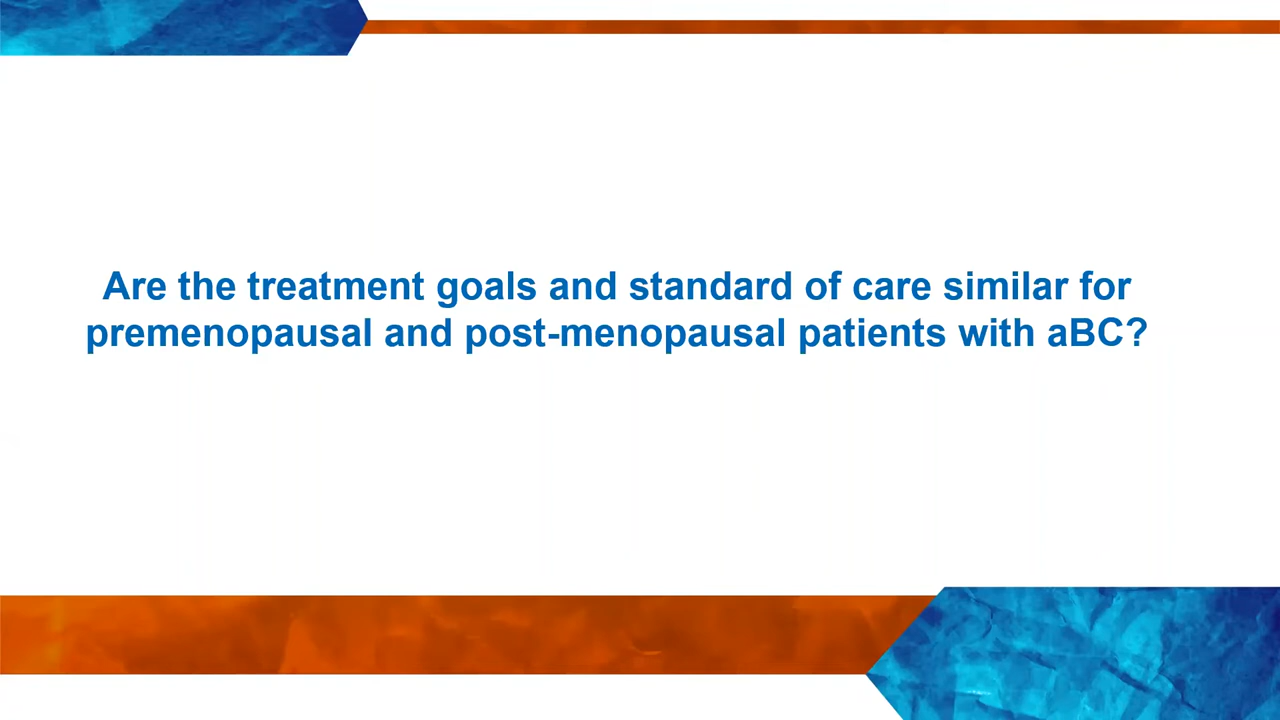 Are the treatment goals and standard of care similar for
premenopausal and post-menopausal patients with aBC?